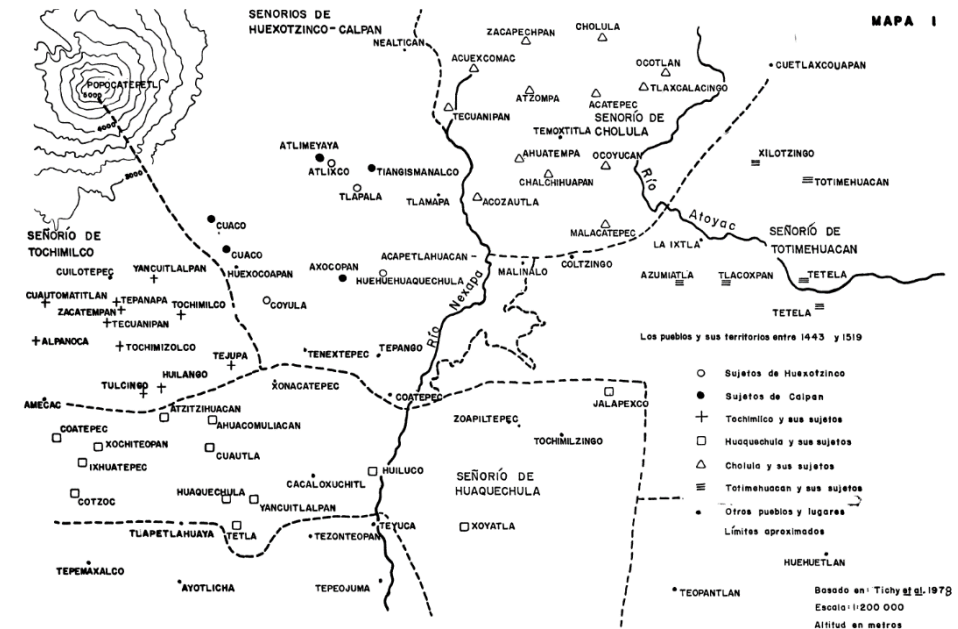 SENORIOS DE
HUEXOTZINCO-CALPAN
MAPA I
NEALTICAN
ZACAPECHPAN
CHOLULA
ACUEXCOMAC
OCOTLAN
CUETLAXCOUAPAN
POPOCATEPETL
5000
4000
3000
ATZOMPA
ACATEPEC
TLAXCALACINGO
TECUANIPAN
SENORÍO DE
CHOLULA
TEMOXTITLA
ATLIMEYAYA
ATLIXCO
TIANGISMANALCO
AHUATEMPA
OCOYUCAN
XILOTZINGO
CHALCHIHUAPAN
TOTIMEHUACAN
TLALAPA
TLAMAPA
ACOZAUTLA
Río
Atoyac
CUACO
MALACATEPEC
SEÑORÍO DE
TOCHIMILCO
LA IXTLA
SEÑORÍO DE
TOTIMEHUACAN
CUACO
CUILOTEPEC
YANCUITLALPAN
HUEXOCOAPAN
AXOCOPAN
ACAPETLAHUACAN
MALINALO
COLTZINGO
HUEHUEHUAQUECHULA
AZUMIATLA
TLACOXPAN
TETELA
CUAUTOMATITLAN
TEPANAPA
TOCHIMILCO
COYULA
Río Nexapa
ZACATEMPAN
TECUANIPAN
TETELA
ALPANOCA
TOCHIMIZOLCO
Los pueblos y sus territorios entre 1443 y 1519
TEJUPA
TENEXTEPEC
TEPANGO
TULCINGO
HUILANGO
XONACATEPEC
COATEPEC
Sujetos de Huexotzinco
Sujetos de Calpan
AMECAC
ATZITZIHUACAN
JALAPEXCO
Tochimilco y sus sujetos
COATEPEC
AHUACOMULIACAN
ZOAPILTEPEC
TOCHIMILZINGO
Huaquechula y sus sujetos
XOCHITEOPAN
CUAUTLA
IXHUATEPEC
HUILUCO
Cholula y sus sujetos
CACALOXUCHITL
SEÑORÍO DE
HUAQUECHULA
COTZOC
HUAQUECHULA
YANCUITLALPAN
Totimehuacan y sus sujetos
Otros pueblos y lugares
TLAPETLAHUAYA
TETLA
TEZONTEOPAN
TEYUCA
XOYATLA
Límites aproximados
HUEHUETLAN
TEPEMAXALCO
AYOTLICHA
TEPEOJUMA
TEOPANTLAN
Basado en: Tichy et al. 1978
Escala: 1:200 000
Altitud en metros